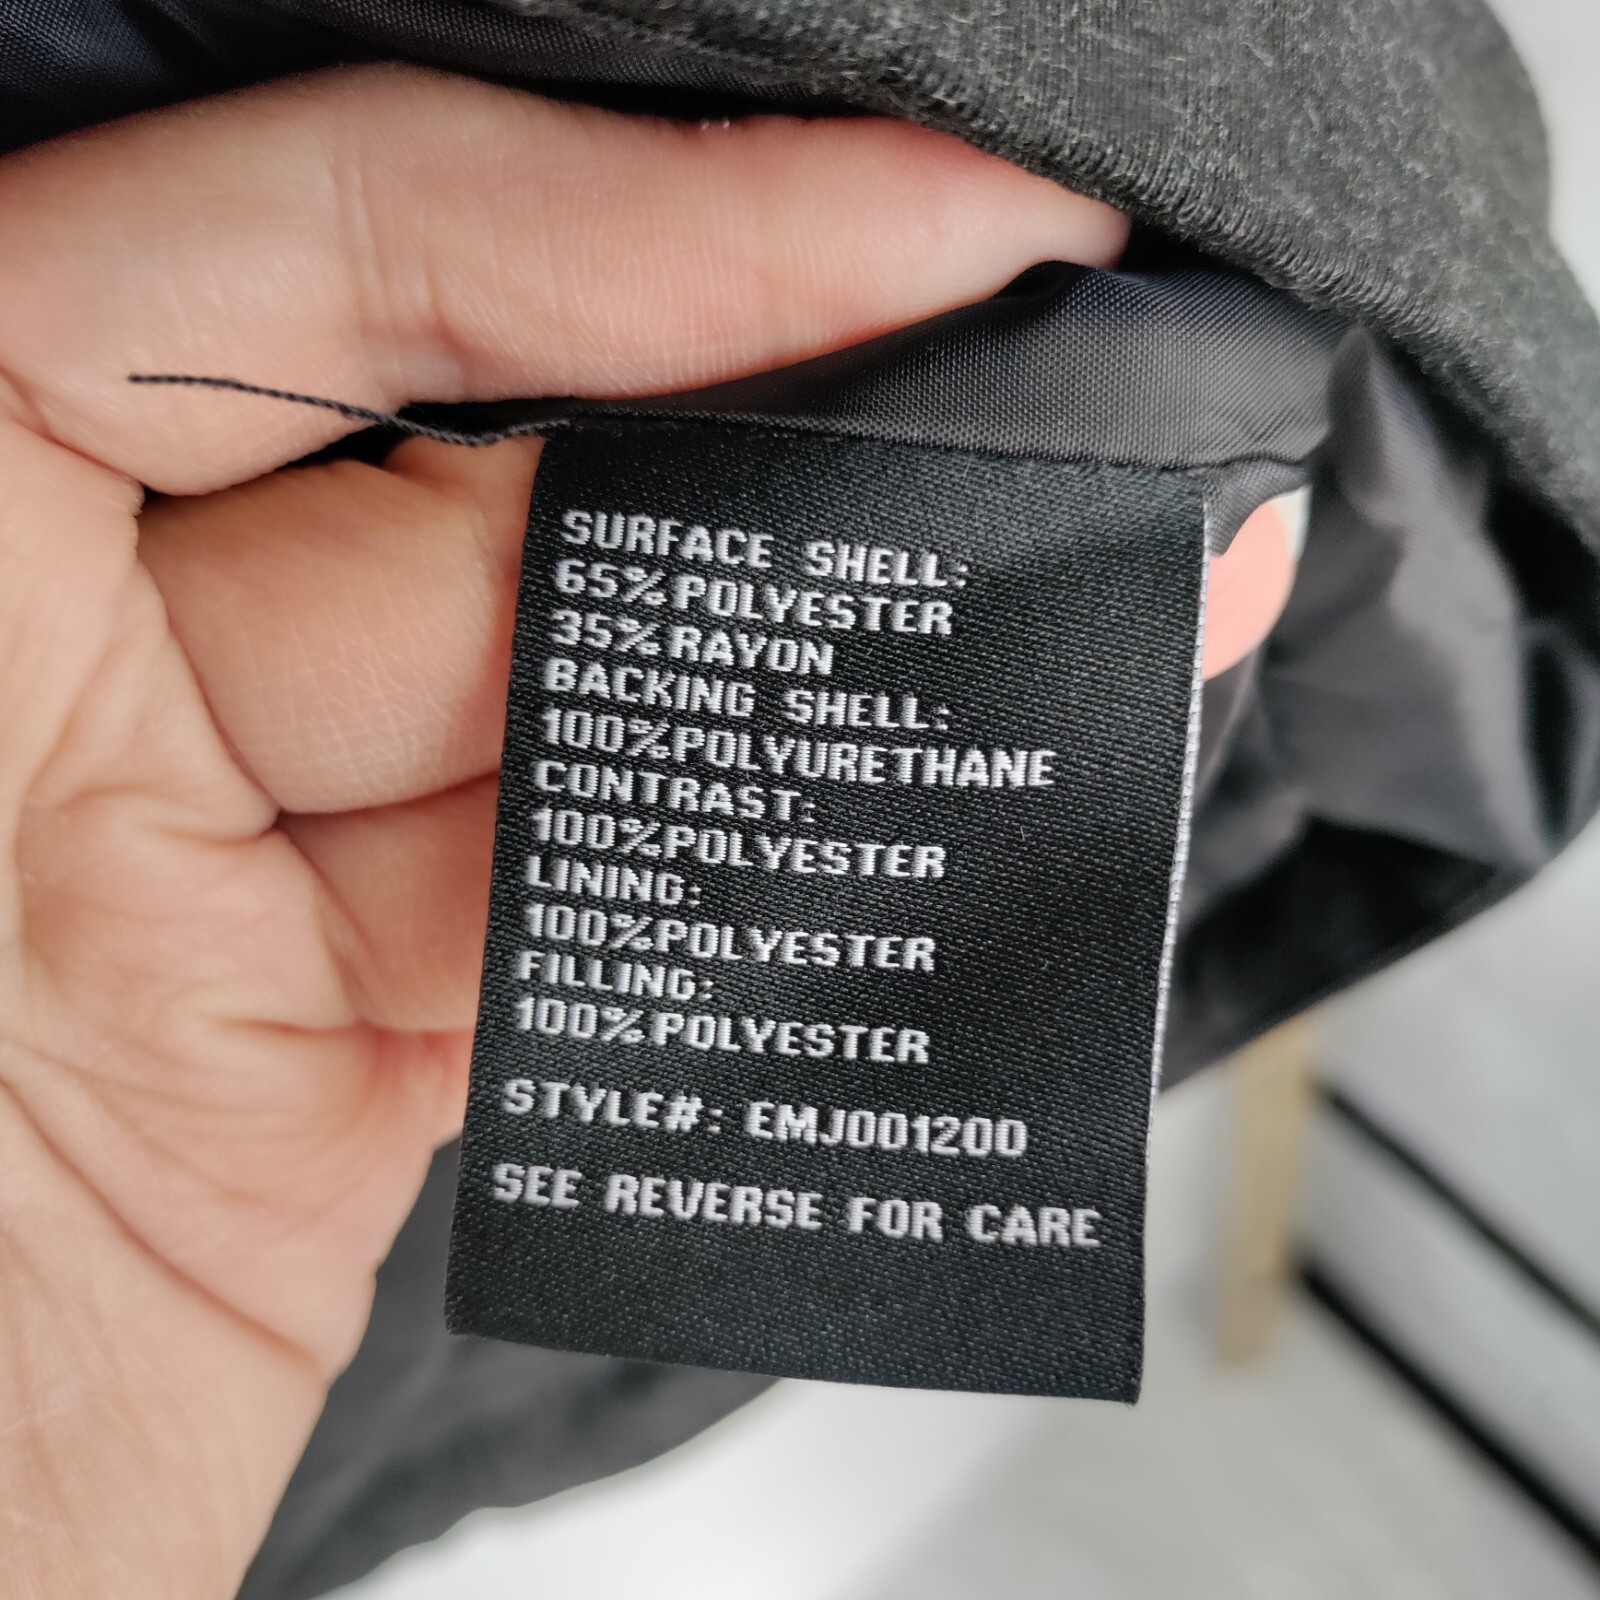 SURFACE SHELL:
65%POLYESTER
35%RAYON
BACKING SHELL:
100%POLYURETHANE
CONTRAST:
100%POLYESTER
LINING:
100%POLYESTER
FILLING:
100%POLYESTER
STYLE#: EMJ001200
SEE REVERSE FOR CARE